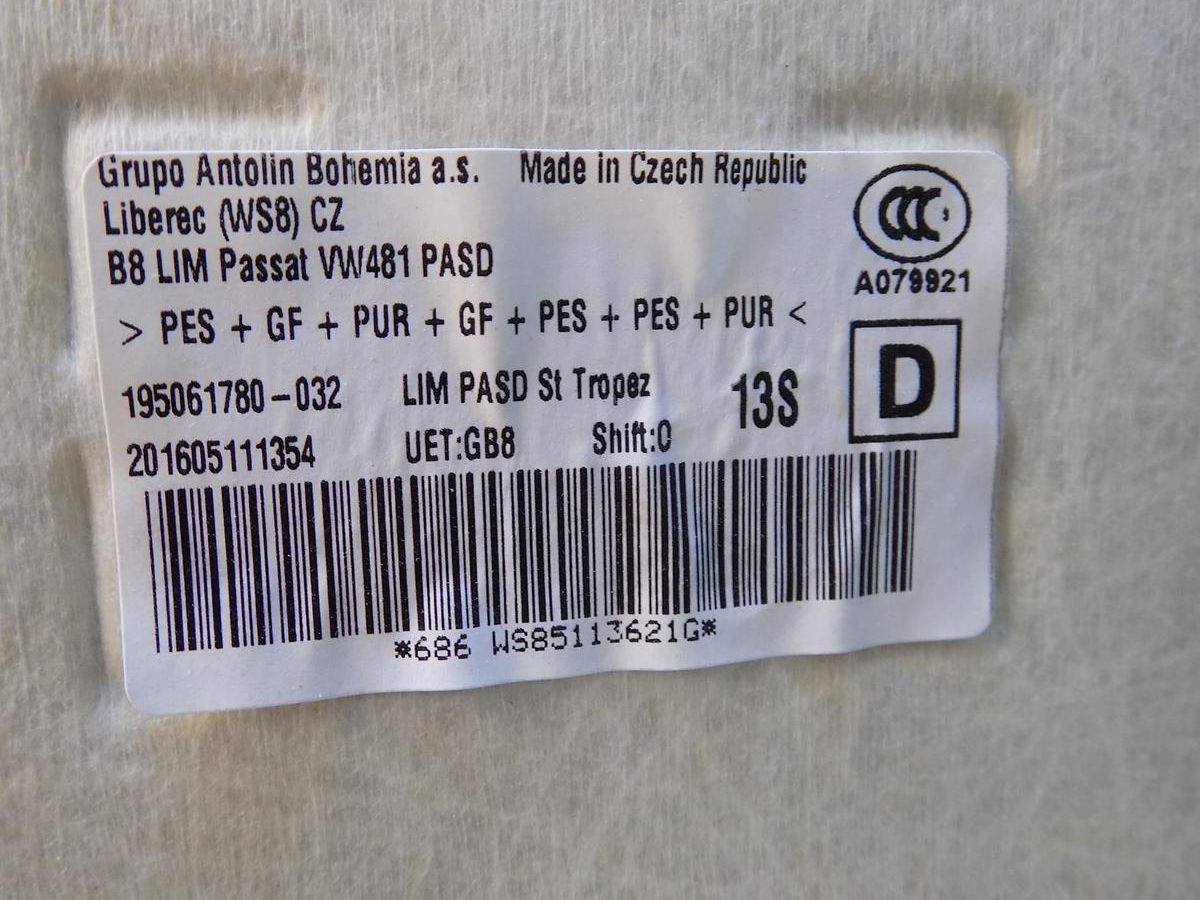 Grupo Antolin Bohemia a.s. Made in Czech Republic
Liberec (WS8) CZ
B8 LIM Passat VW481 PASD
CCC S
A079921
> PES + GF + PUR + GF + PES + PES + PUR <
D
195061780-032 LIM PASD St Tropez 13S
201605111354 UET:GB8 Shift:0
*686 WS85113621G*